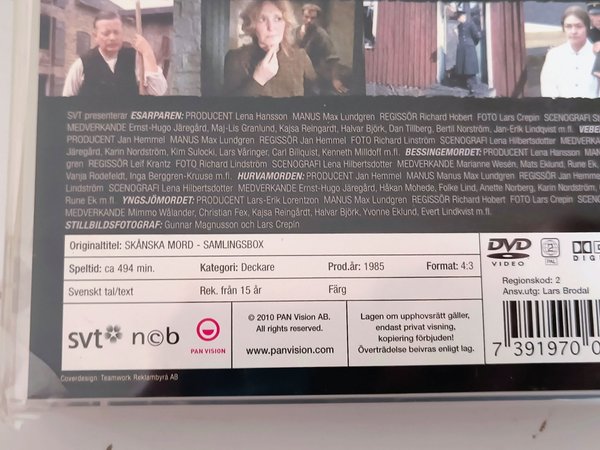 SVT presenterar ESARPAREN: PRODUCENT Lena Hansson MANUS Max Lundgren REGISSÖR Richard Hobert FOTO Lars Crepin SCENOGRAFI
MEDVERKANDE Ernst-Hugo Järegård, Maj-Lis Granlund, Kajsa Reingardt, Halvar Björk, Dan Tillberg, Bertil Norström, Jan-Erik Lindqvist m fl.
PRODUCENT Jan Hemmel MANUS Max Lundgren REGISSÖR Jan Hemmel FOTO Richard Linström SCENOGRAFI Lena Hilbertsdotter
Järegård, Karin Nordström, Kim Sulocki, Lars Väringer, Carl Billquist, Kenneth Milldoff m fl. BESSINGEMORDET: PRODUCENT Lena Hansson
REGISSÖR Leif Krantz FOTO Richard Lindström SCENOGRAFI Lena Hilbertsdotter MEDVERKANDE Marianne Wesén, Mats Eklund, Rune Ek,
Vanja Rodefeldt, Inga Berggren-Kruuse m fl. HURVAMORDEN: PRODUCENT Jan Hemmel MANUS Manus Max Lundgren REGISSÖR Jan
Lindström SCENOGRAFI Lena Hilbertsdotter MEDVERKANDE Ernst-Hugo Järegård, Håkan Mohede, Folke Lind, Anette Norberg, Karin Nordström,
Rune Ek m fl. YNGSJÖMORDET: PRODUCENT Lars-Erik Lorentzon MANUS Max Lundgren REGISSÖR Richard Hobert FOTO Lars Crepin
MEDVERKANDE Mimmo Wåhlander, Christian Fex, Kajsa Reingårdt, Halvar Björk, Yvonne Eklund, Evert Lindkvist m fl.
STILLBILDSFOTOGRAF: Gunnar Magnusson och Lars Crepin
Originaltitel: SKÅNSKA MORD - SAMLINGSBOX
Speltid: ca 494 min. Kategori: Deckare Prod.år: 1985 Format: 4:3
Svenskt tal/text Rek. från 15 år Färg
DVD VIDEO 2 PAL
Regionskod: 2
Ansv.utg: Lars Brodal
svt ncb PAN VISION
© 2010 PAN Vision AB.
All rights reserved.
www.panvision.com
Lagen om upphovsrätt gäller,
endast privat visning,
kopiering förbjuden!
Överträdelse beivras enligt lag.
7 391970 0
Coverdesign: Teamwork Reklambyrå AB